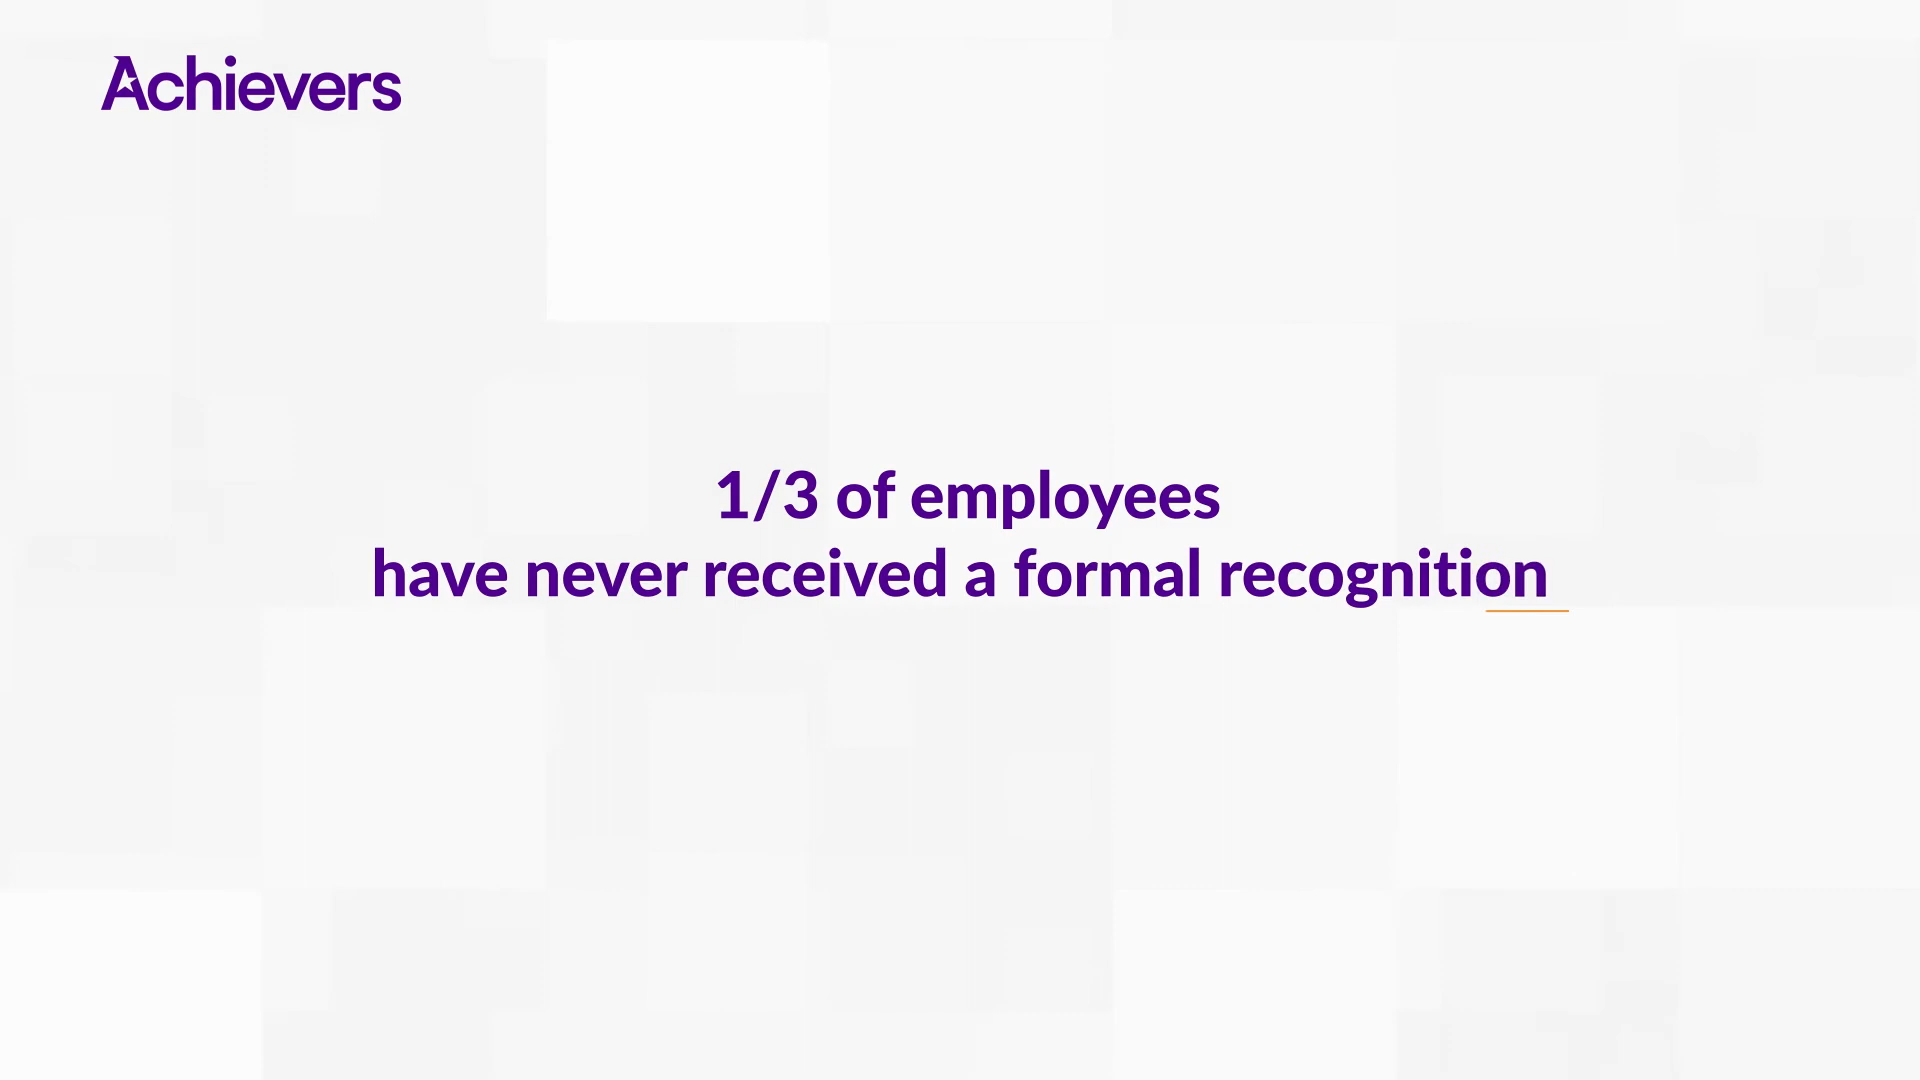 Achievers
1/3 of employees
have never received a formal recognition